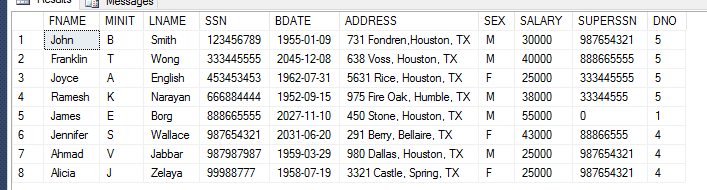 Results Messages
FNAME MINIT LNAME SSN BDATE ADDRESS SEX SALARY SUPERSSN DNO
1 John B Smith 123456789 1955-01-09 731 Fondren,Houston, TX M 30000 987654321 5
2 Franklin T Wong 333445555 2045-12-08 638 Voss, Houston, TX M 40000 888665555 5
3 Joyce A English 453453453 1962-07-31 5631 Rice, Houston, TX F 25000 333445555 5
4 Ramesh K Narayan 666884444 1952-09-15 975 Fire Oak, Humble, TX M 38000 33344555 5
5 James E Borg 888665555 2027-11-10 450 Stone, Houston, TX M 55000 0 1
6 Jennifer S Wallace 987654321 2031-06-20 291 Berry, Bellaire, TX F 43000 88866555 4
7 Ahmad V Jabbar 987987987 1959-03-29 980 Dallas, Houston, TX M 25000 987654321 4
8 Alicia J Zelaya 99988777 1958-07-19 3321 Castle, Spring, TX F 25000 987654321 4